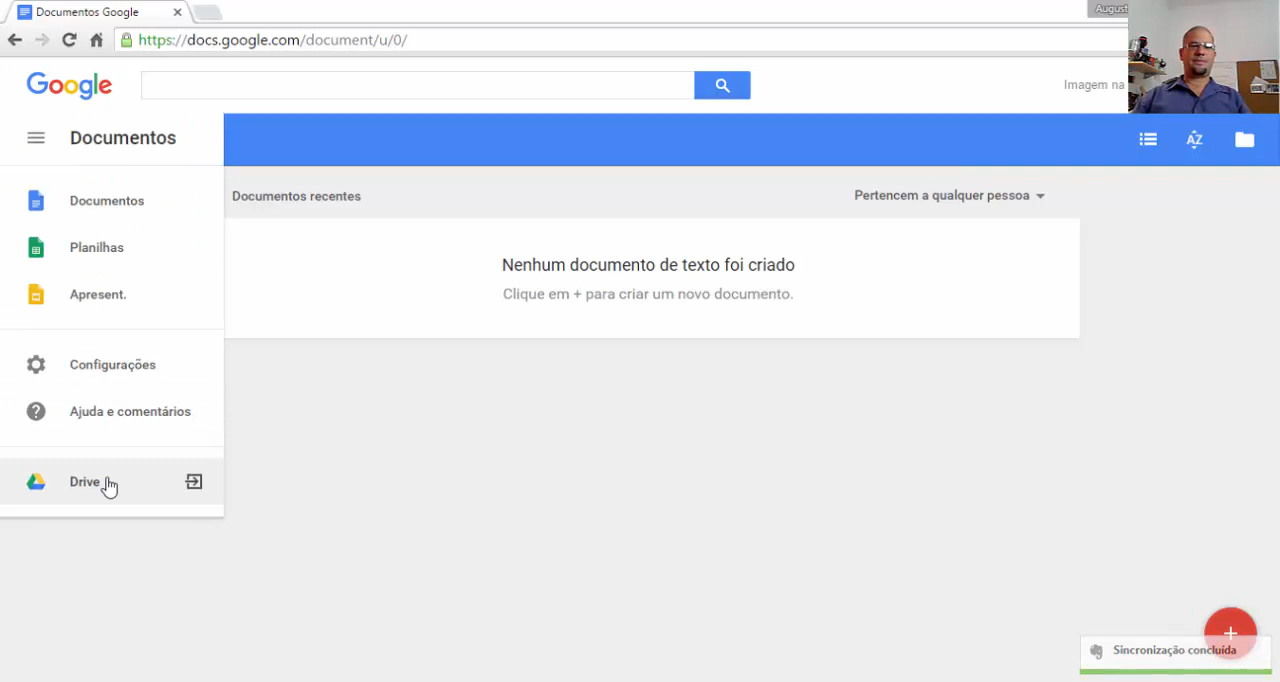 Documentos Google
August
https://docs.google.com/document/u/0/
Google
Imagem na
Documentos
Documentos
Documentos recentes
Pertencem a qualquer pessoa
Planilhas
Nenhum documento de texto foi criado
Apresent.
Clique em + para criar um novo documento.
Configurações
Ajuda e comentários
Drive
Sincronização concluída